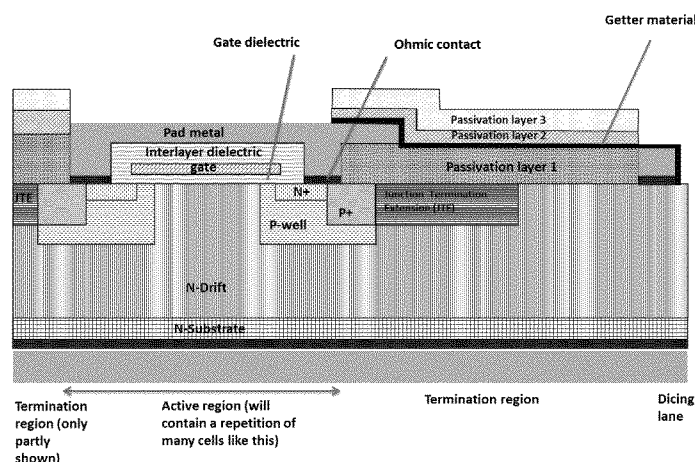 Getter material
Gate dielectric
Ohmic contact
Passivation layer 3
Pad metal
Passivation layer 2
Interlayer dielectric
gate
Passivation layer 1
JTE
N+
Junction Termination
Extension (JTE)
P+
P-well
N-Drift
N-Substrate
Termination
region (only
partly
shown)
Active region (will
contain a repetition of
many cells like this)
Termination region
Dicing
lane